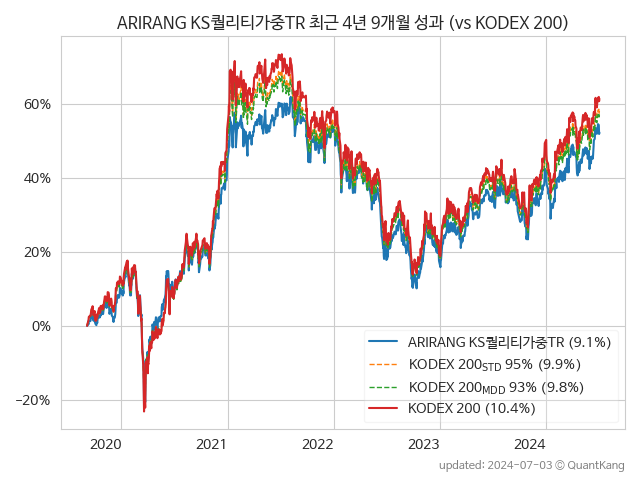 ARIRANG KS퀄리티가중TR 최근 4년 9개월 성과 (vs KODEX 200)
60%
40%
20%
0%
−20%
ARIRANG KS퀄리티가중TR (9.1%)
KODEX 200STD 95% (9.9%)
KODEX 200MDD 93% (9.8%)
KODEX 200 (10.4%)
2020 2021 2022 2023 2024
updated: 2024-07-03 © QuantKang